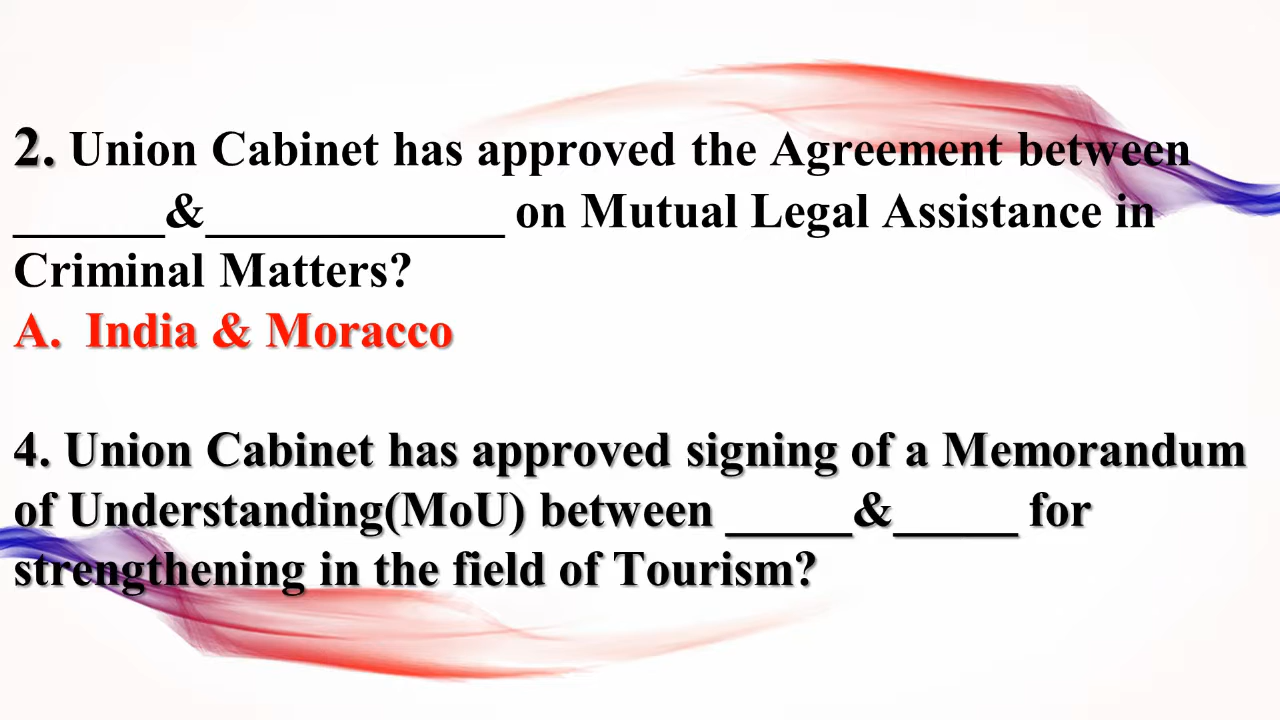 2. Union Cabinet has approved the Agreement between
______&____________ on Mutual Legal Assistance in
Criminal Matters?
A. India & Moracco
4. Union Cabinet has approved signing of a Memorandum
of Understanding(MoU) between _____&_____ for
strengthening in the field of Tourism?